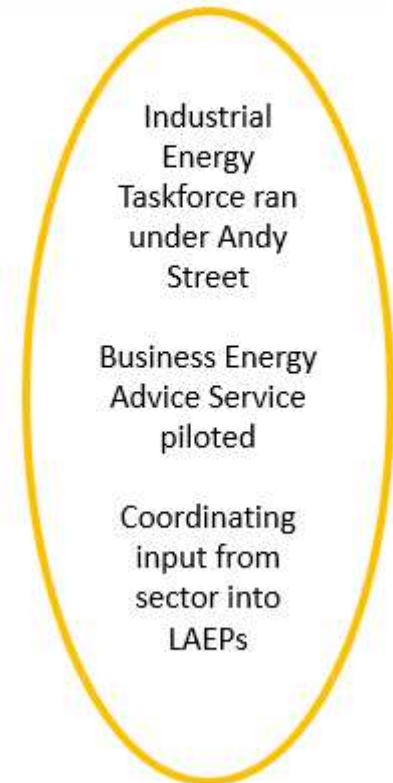 Industrial
Energy
Taskforce ran
under Andy
Street
Business Energy
Advice Service
piloted
Coordinating
input from
sector into
LAEPs